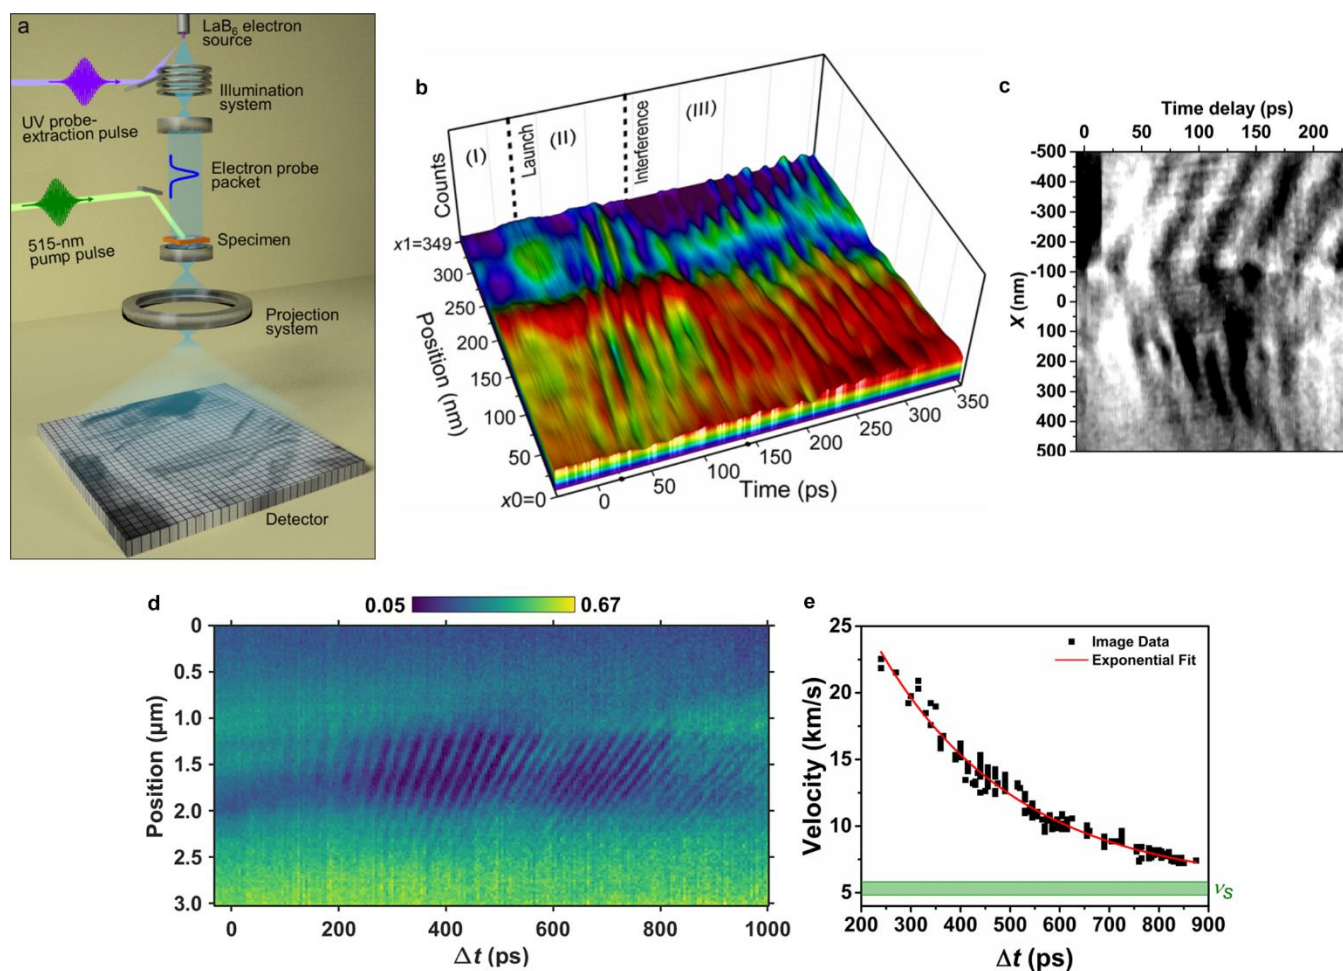 a
LaB6 electron
source
Illumination
system
UV probe-
extraction pulse
Electron probe
packet
515-nm
pump pulse
Specimen
Projection
system
Detector
b
Counts
(I)
Launch
(II)
Interference
(III)
x1=349
300
250
200
150
100
50
x0=0
Position (nm)
0
50
100
150
200
250
300
350
Time (ps)
c
Time delay (ps)
0 50 100 150 200
-500
-400
-300
-200
-100
0
100
200
300
400
500
X (nm)
d
0.05 0.67
0
0.5
1.0
1.5
2.0
2.5
3.0
Position (µm)
0 200 400 600 800 1000
Δt (ps)
e
25
20
15
10
5
Velocity (km/s)
Image Data
Exponential Fit
vS
200 300 400 500 600 700 800 900
Δt (ps)